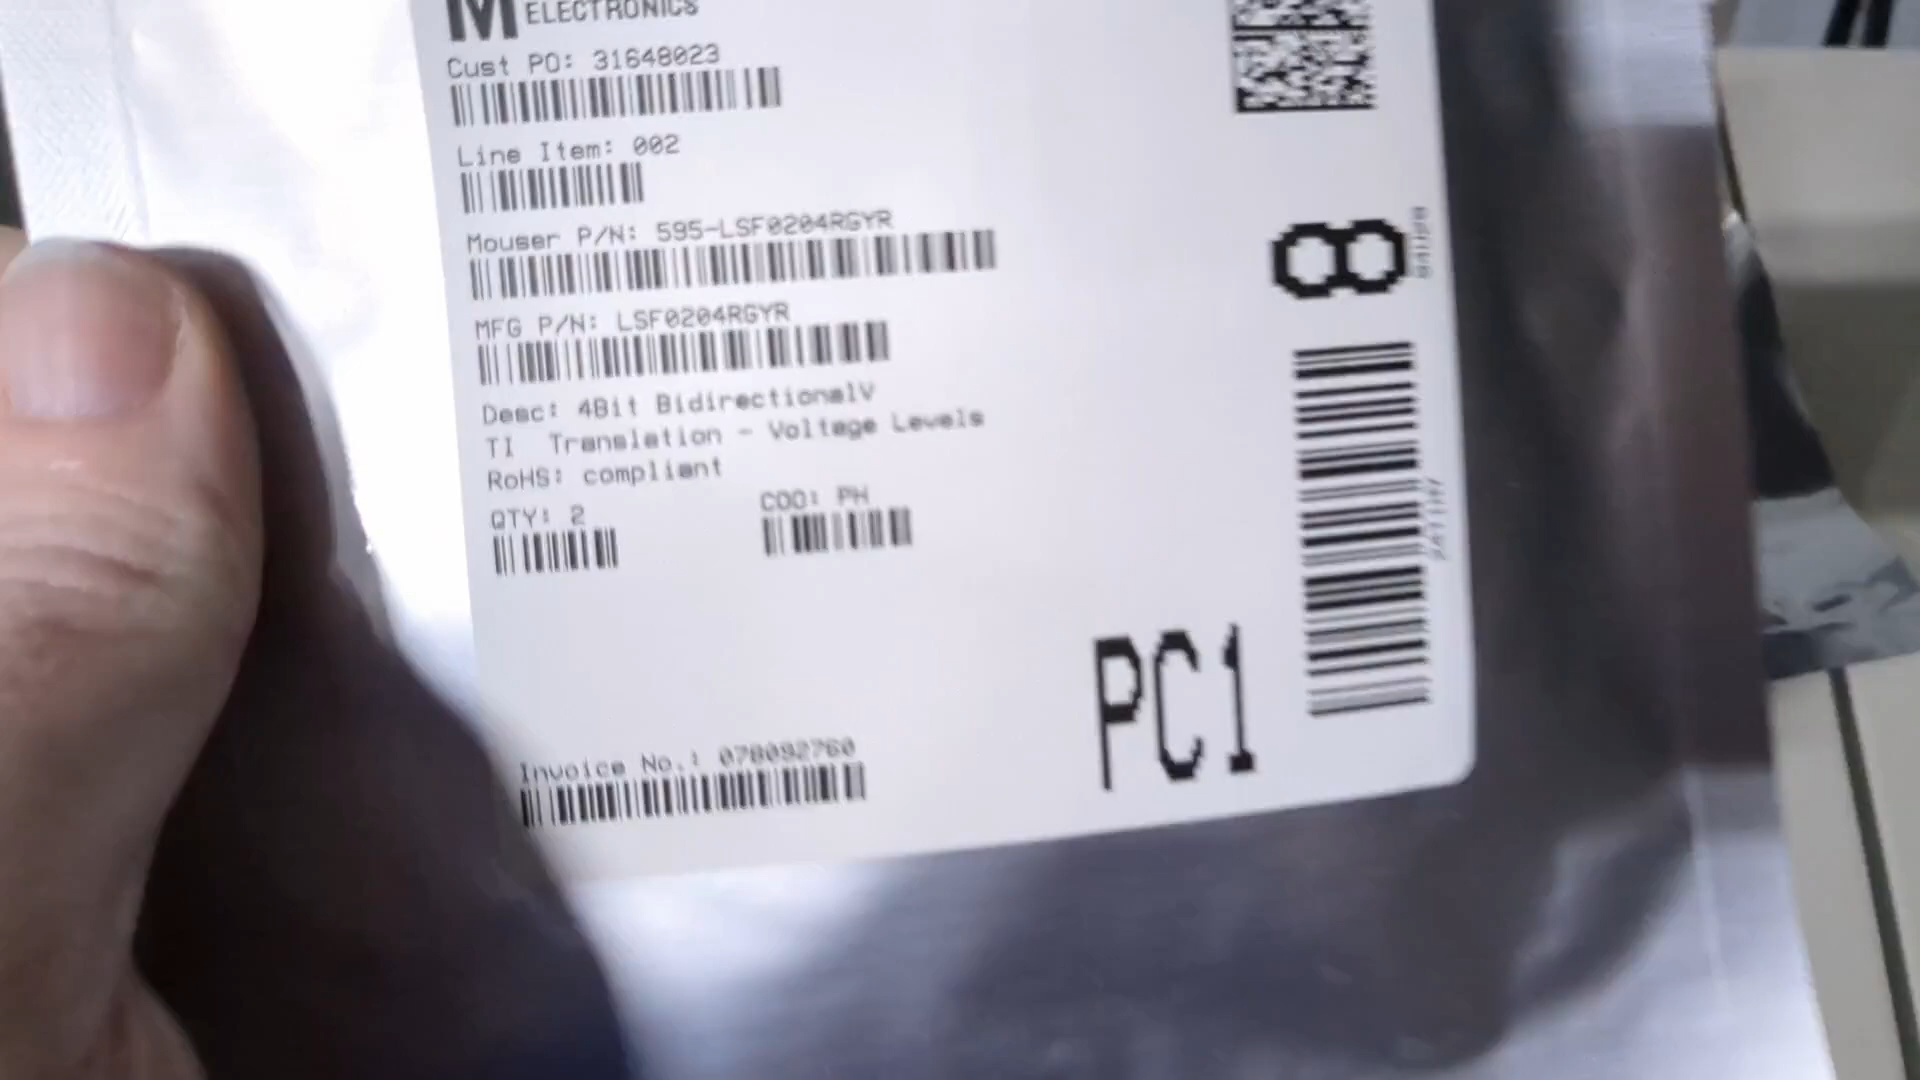 M ELECTRONICS
Cust PO: 31648023
Line Item: 002
Mouser P/N: 595-LSF0204RGYR
MFG P/N: LSF0204RGYR
Desc: 4Bit BidirectionalV
TI Translation - Voltage Levels
RoHS: compliant
QTY: 2
COO: PH
Invoice No.: 078092760
8
PC1